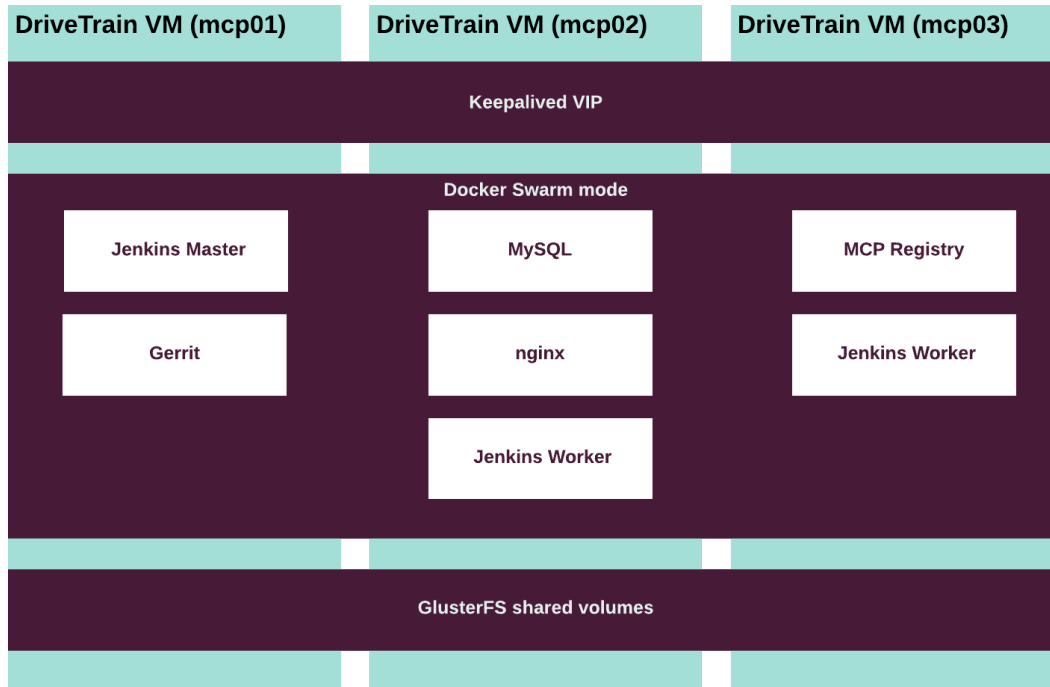 DriveTrain VM (mcp01)
DriveTrain VM (mcp02)
DriveTrain VM (mcp03)
Keepalived VIP
Docker Swarm mode
Jenkins Master
MySQL
MCP Registry
Gerrit
nginx
Jenkins Worker
Jenkins Worker
GlusterFS shared volumes